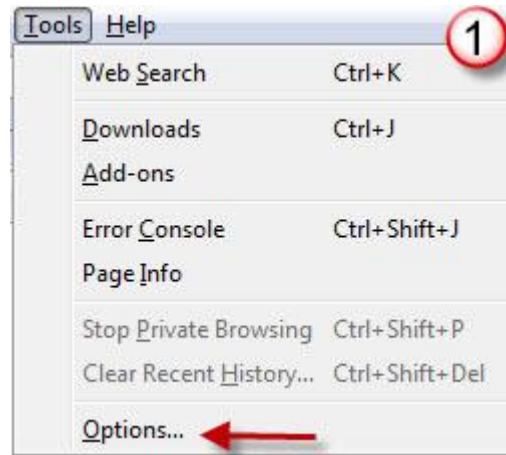 Tools Help 1
Web Search Ctrl+K
Downloads Ctrl+J
Add-ons
Error Console Ctrl+Shift+J
Page Info
Stop Private Browsing Ctrl+Shift+P
Clear Recent History... Ctrl+Shift+Del
Options...